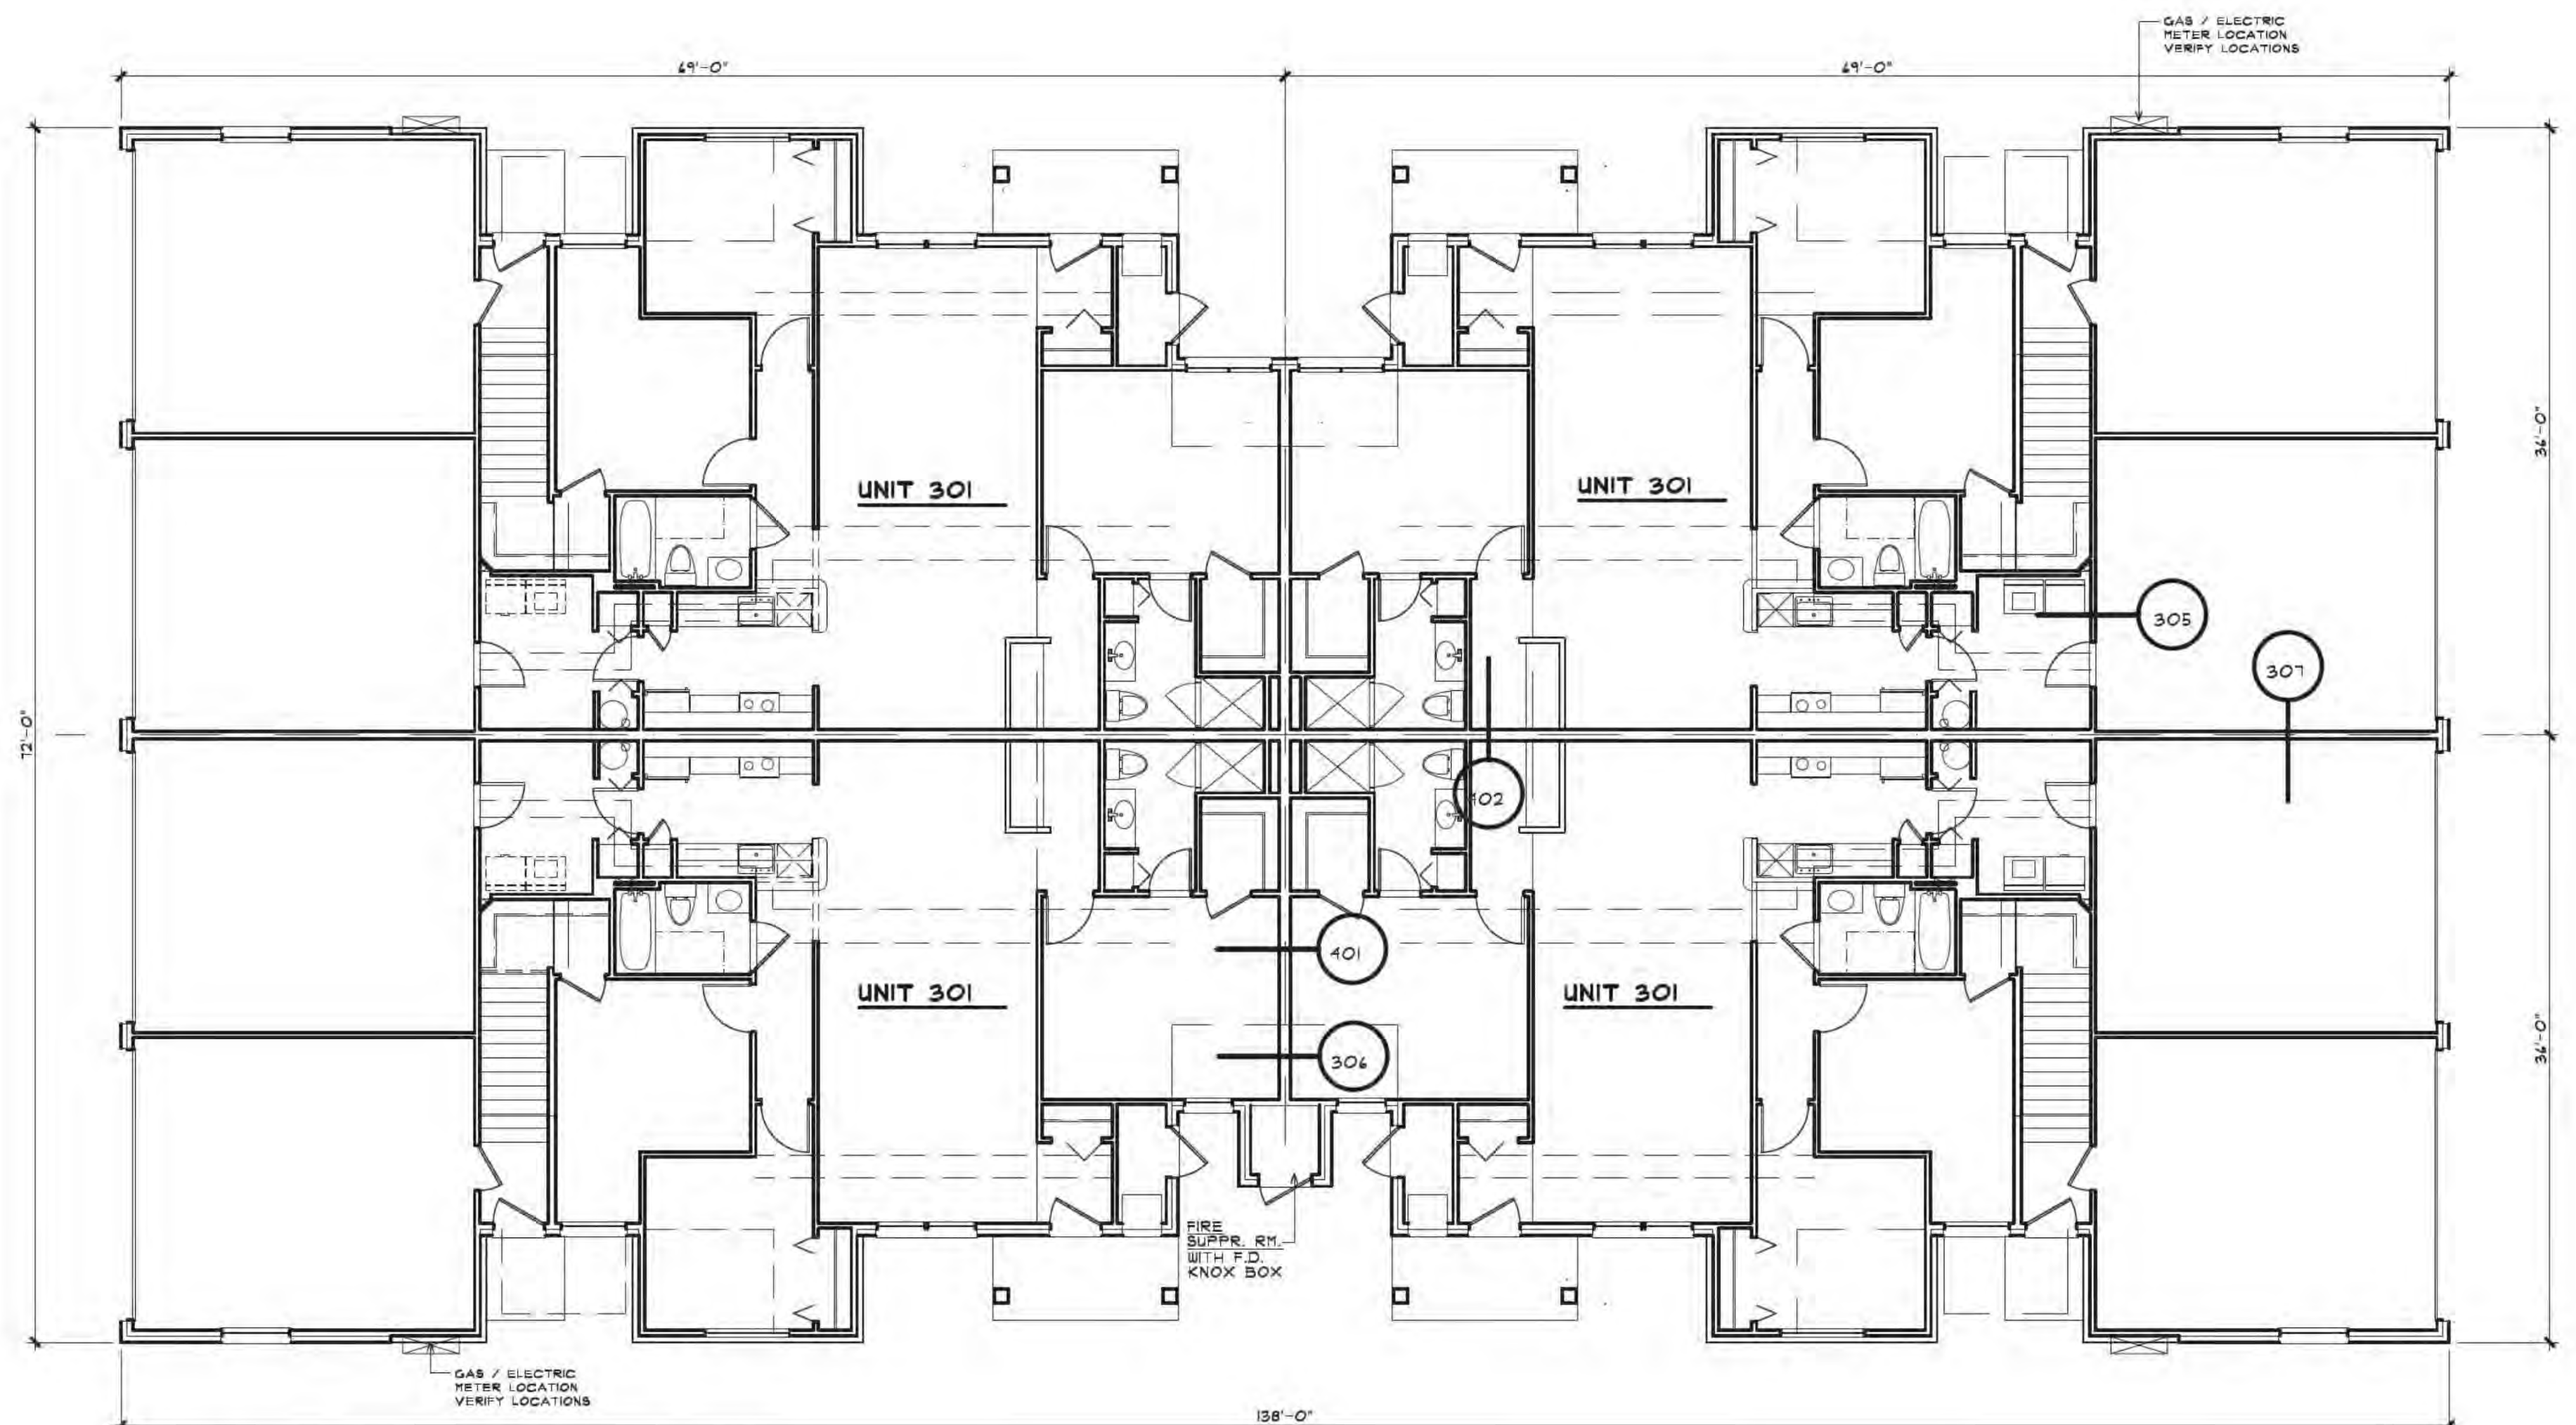 GAS / ELECTRIC
METER LOCATION
VERIFY LOCATIONS
69'-0"
69'-0"
36'-0"
UNIT 301
UNIT 301
305
307
72'-0"
402
401
UNIT 301
UNIT 301
306
36'-0"
FIRE
SUPPR. RM.
WITH F.D.
KNOX BOX
GAS / ELECTRIC
METER LOCATION
VERIFY LOCATIONS
138'-0"